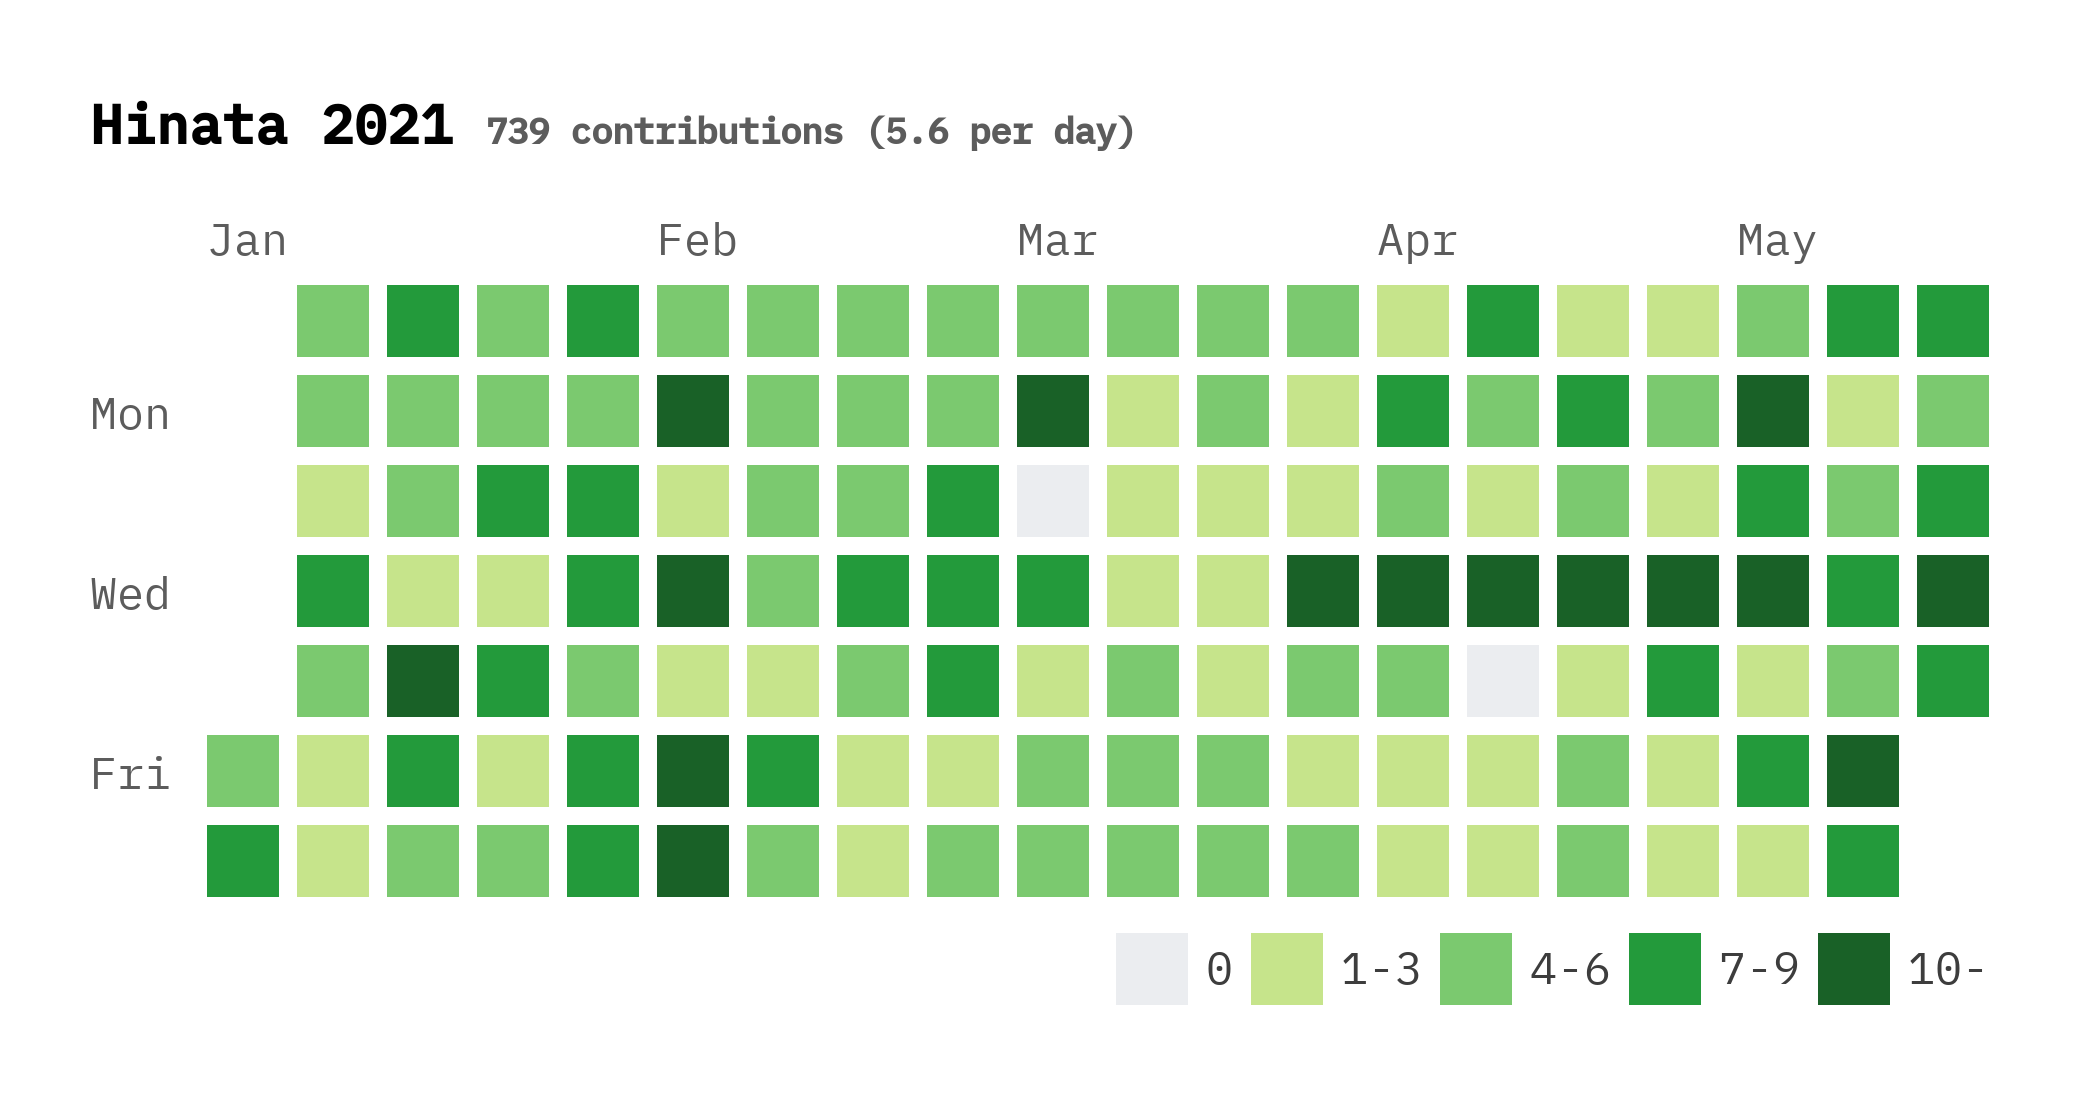 Hinata 2021 739 contributions (5.6 per day)
Jan Feb Mar Apr May
Mon
Wed
Fri
0 1-3 4-6 7-9 10-